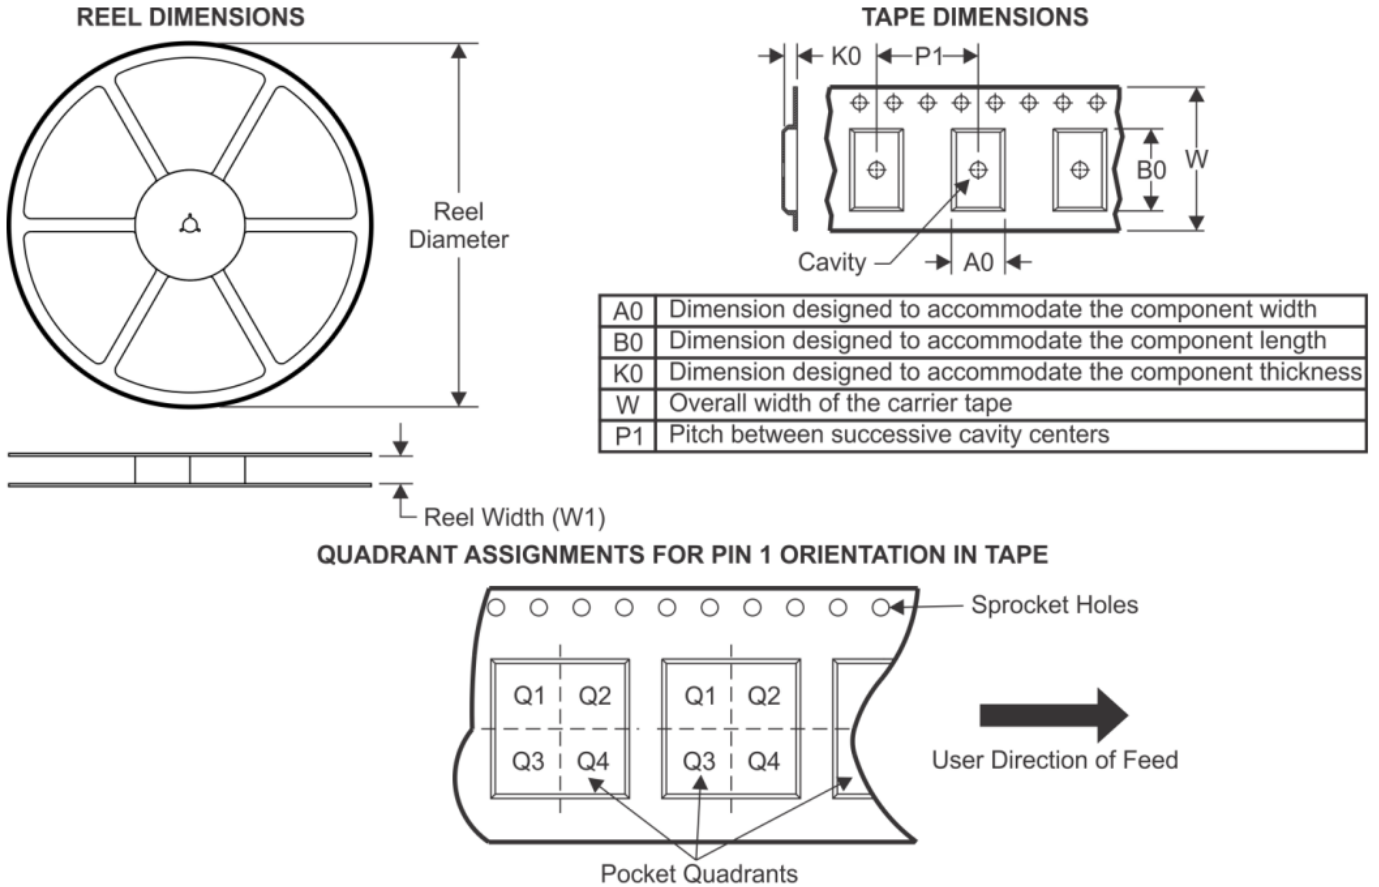 REEL DIMENSIONS
Reel
Diameter
Reel Width (W1)
TAPE DIMENSIONS
K0
P1
B0
W
Cavity
A0
A0 Dimension designed to accommodate the component width
B0 Dimension designed to accommodate the component length
K0 Dimension designed to accommodate the component thickness
W Overall width of the carrier tape
P1 Pitch between successive cavity centers
QUADRANT ASSIGNMENTS FOR PIN 1 ORIENTATION IN TAPE
Sprocket Holes
Q1 Q2 Q1 Q2
Q3 Q4 Q3 Q4
User Direction of Feed
Pocket Quadrants